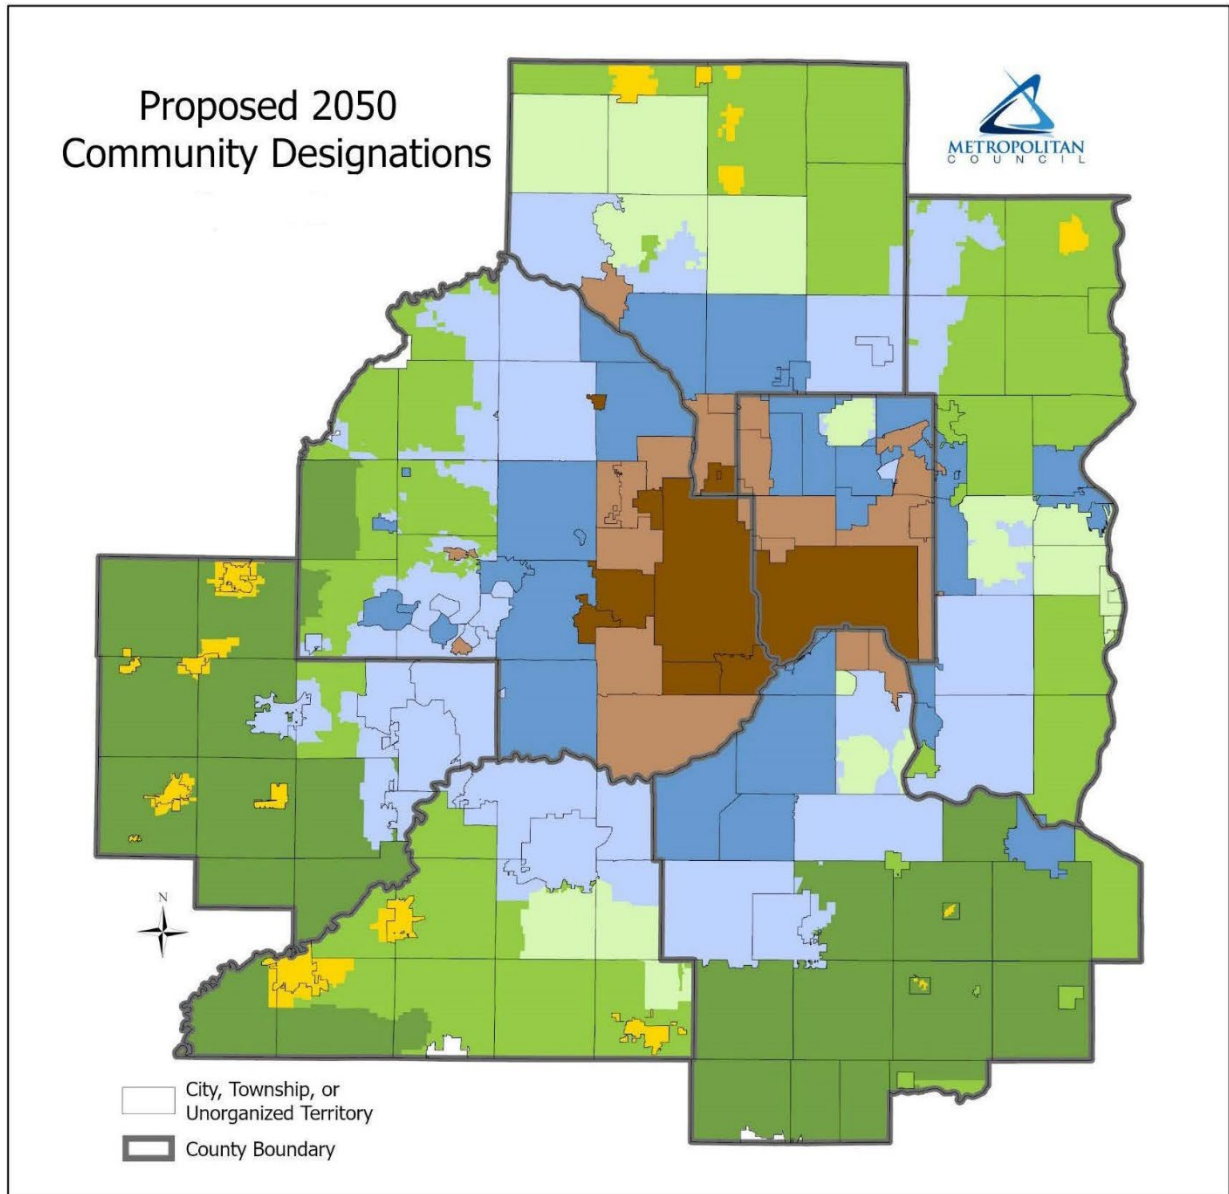 Proposed 2050
Community Designations
METROPOLITAN
COUNCIL
N
City, Township, or
Unorganized Territory
County Boundary